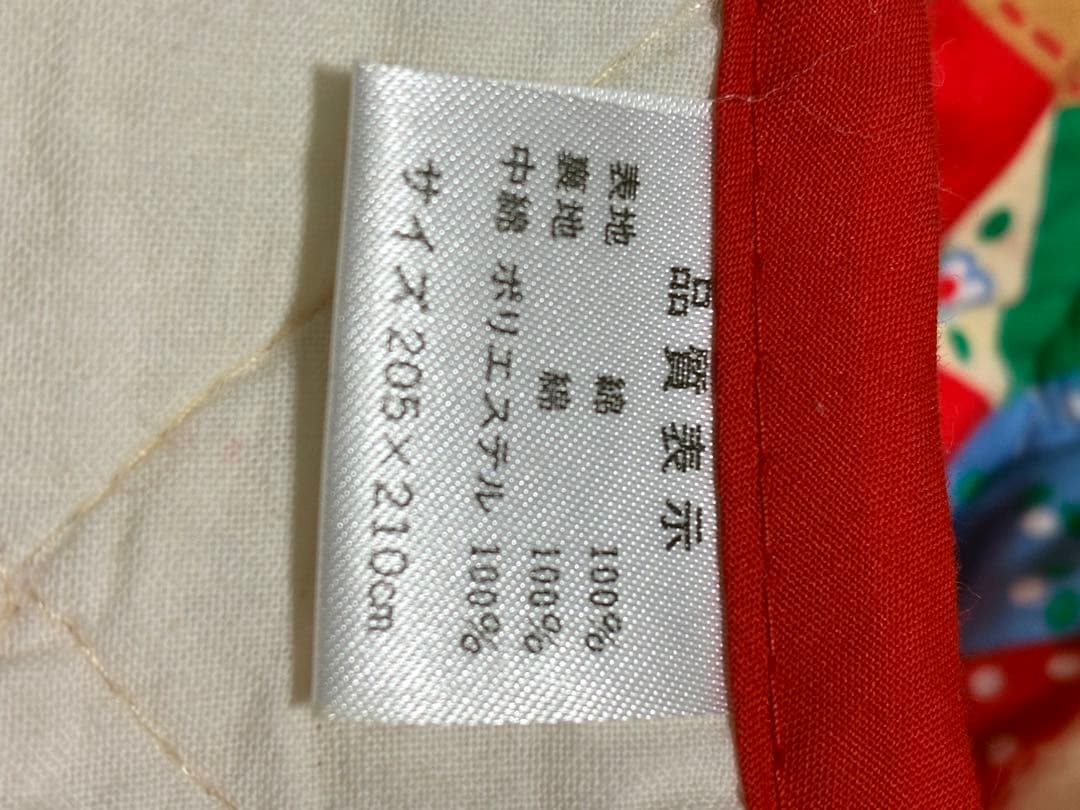 品質表示
表地 綿 100%
裏地 綿 100%
中綿 ポリエステル 100%
サイズ205×210cm